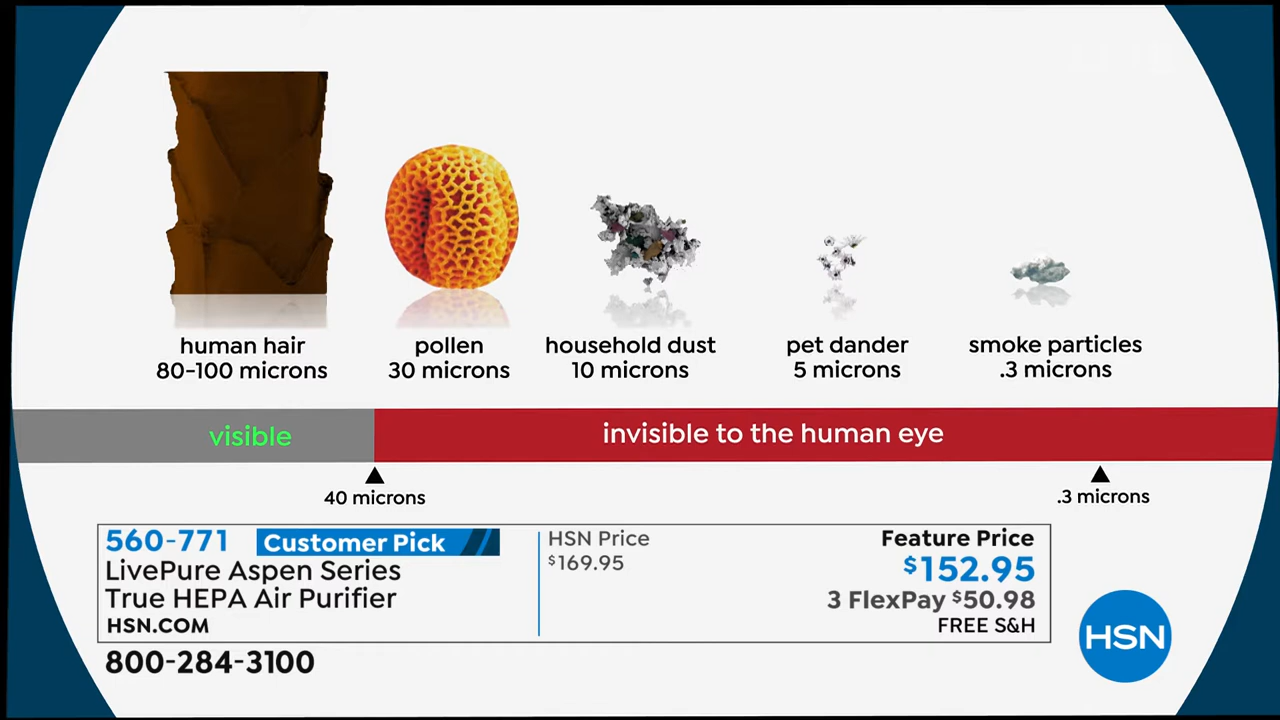 human hair
80-100 microns
pollen
30 microns
household dust
10 microns
pet dander
5 microns
smoke particles
.3 microns
visible
invisible to the human eye
40 microns
.3 microns
560-771
Customer Pick
LivePure Aspen Series
True HEPA Air Purifier
HSN.COM
HSN Price
$169.95
Feature Price
$152.95
3 FlexPay $50.98
FREE S&H
800-284-3100
HSN